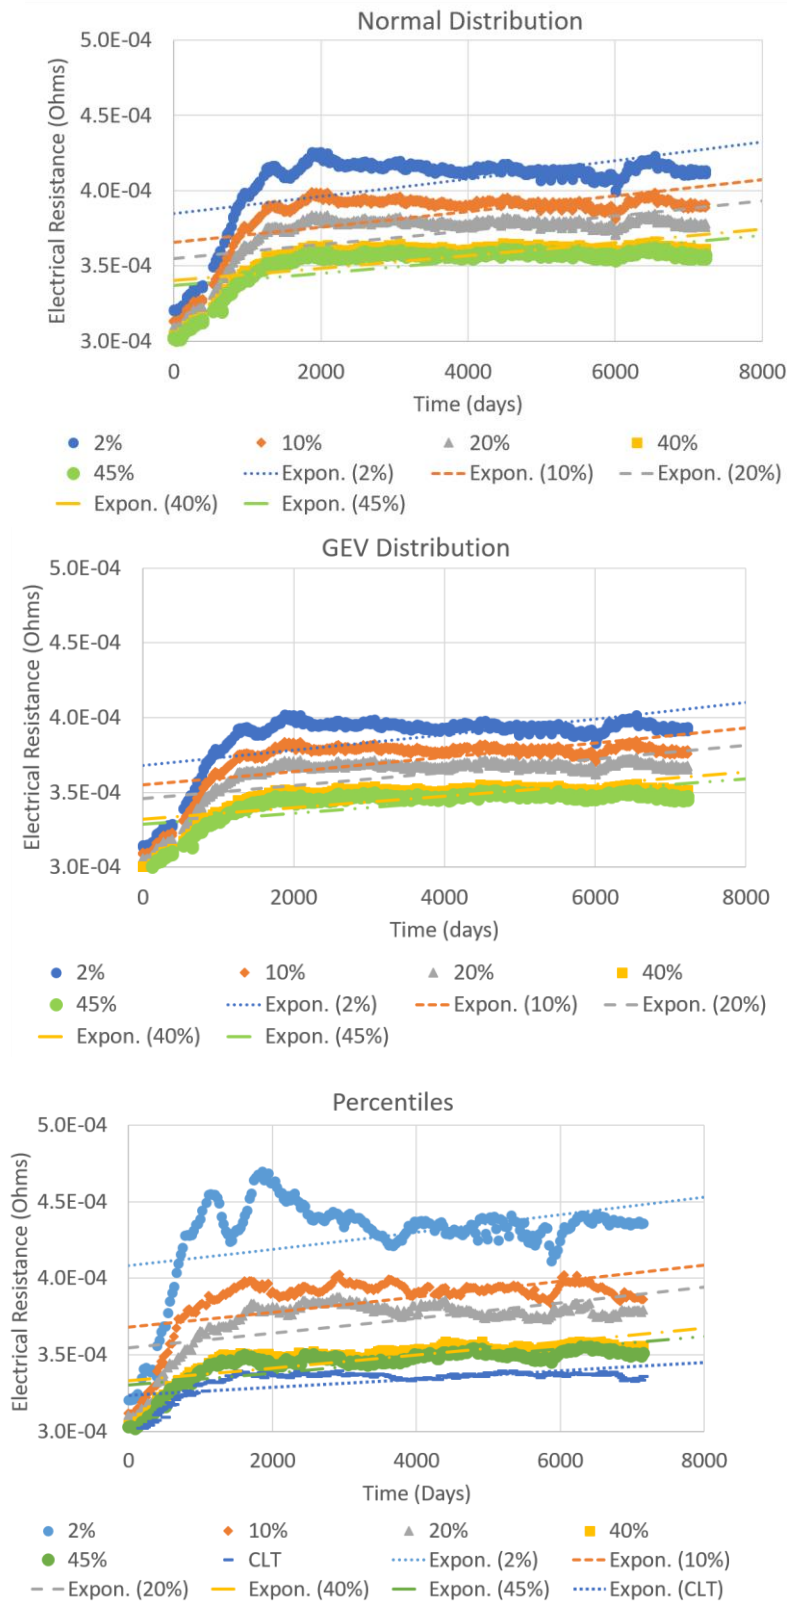 Normal Distribution
5.0E-04
4.5E-04
4.0E-04
3.5E-04
3.0E-04
Electrical Resistance (Ohms)
0 2000 4000 6000 8000
Time (days)
2% 10% 20% 40%
45% Expon. (2%) Expon. (10%) Expon. (20%)
Expon. (40%) Expon. (45%)
GEV Distribution
5.0E-04
4.5E-04
4.0E-04
3.5E-04
3.0E-04
Electrical Resistance (Ohms)
0 2000 4000 6000 8000
Time (days)
2% 10% 20% 40%
45% Expon. (2%) Expon. (10%) Expon. (20%)
Expon. (40%) Expon. (45%)
Percentiles
5.0E-04
4.5E-04
4.0E-04
3.5E-04
3.0E-04
Electrical Resistance (Ohms)
0 2000 4000 6000 8000
Time (Days)
2% 10% 20% 40%
45% CLT Expon. (2%) Expon. (10%)
Expon. (20%) Expon. (40%) Expon. (45%) Expon. (CLT)